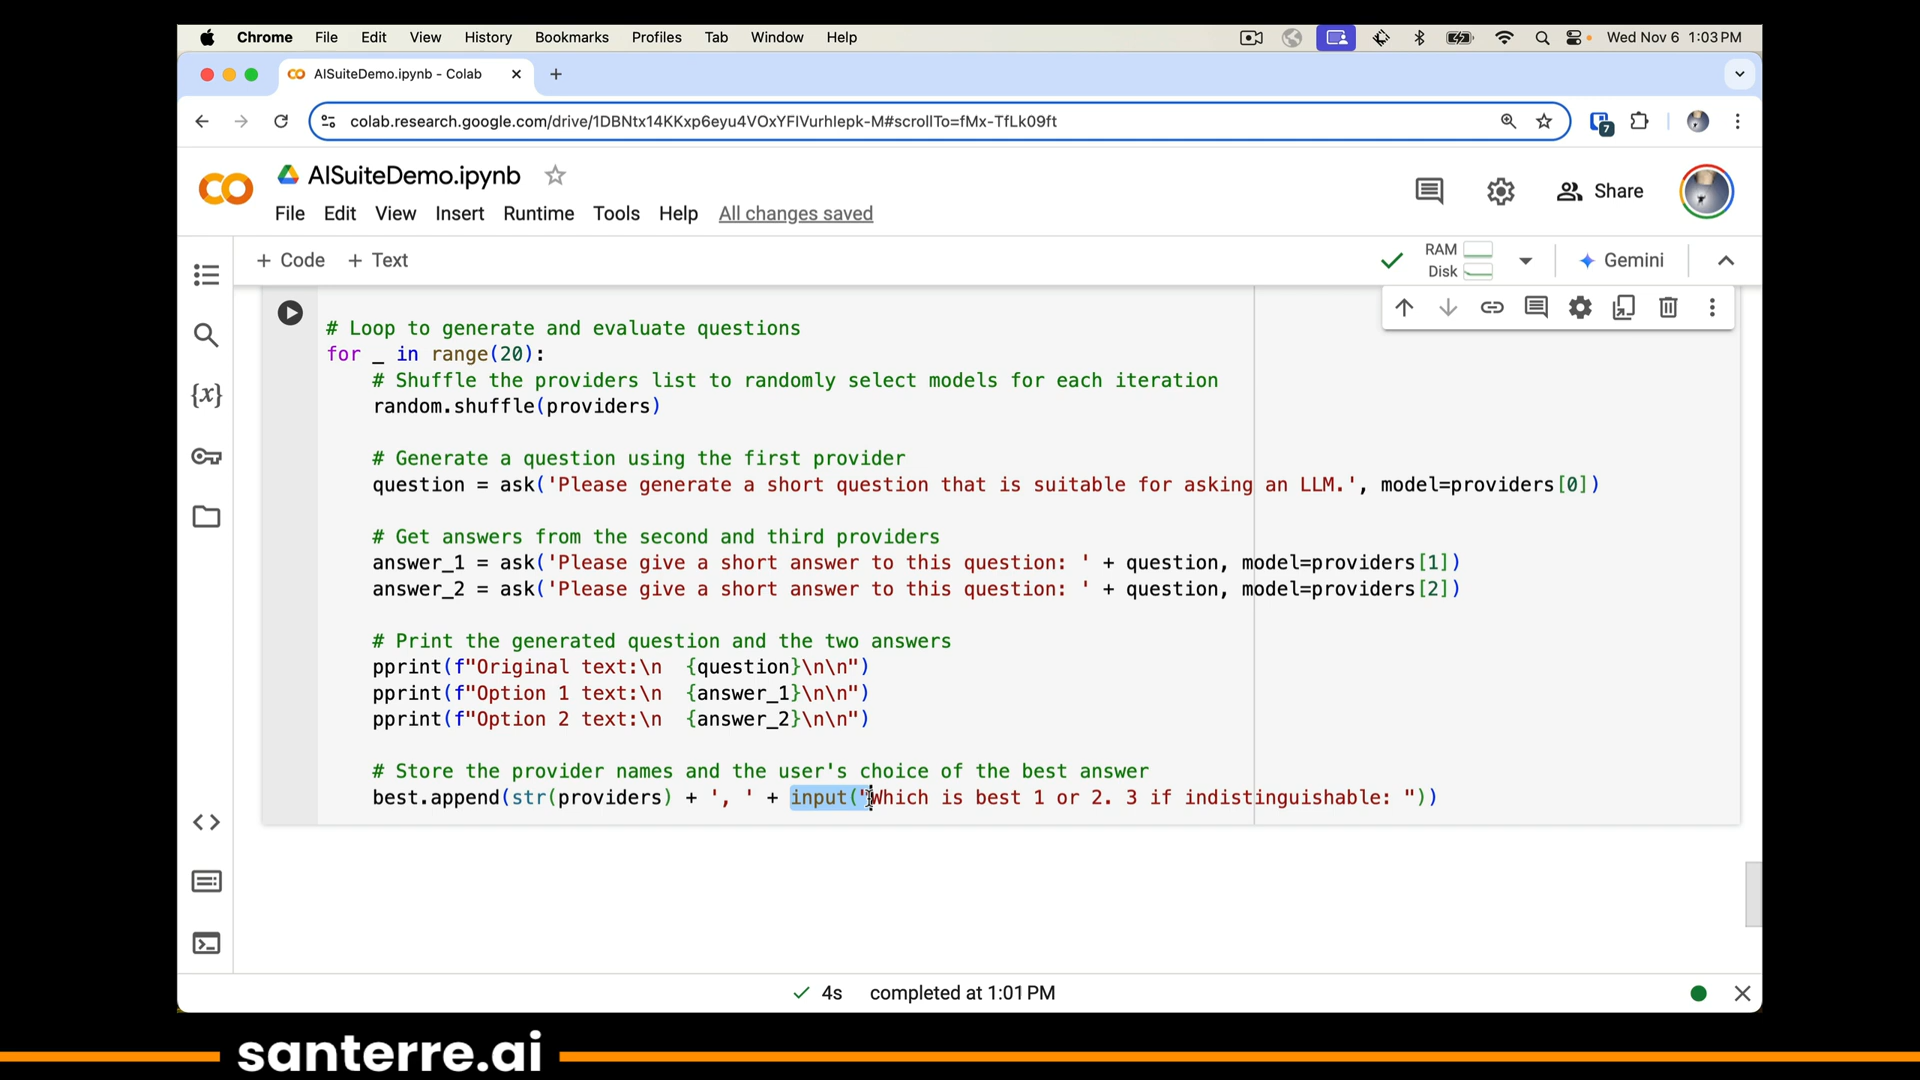 Chrome File Edit View History Bookmarks Profiles Tab Window Help Wed Nov 6 1:03 PM
AISuiteDemo.ipynb - Colab
colab.research.google.com/drive/1DBNtx14KKxp6eyu4VOxYFIVurhIepk-M#scrollTo=fMx-TfLk09ft
7
AISuiteDemo.ipynb
File Edit View Insert Runtime Tools Help All changes saved
Share
+ Code + Text
RAM
Disk
Gemini
# Loop to generate and evaluate questions
for _ in range(20):
    # Shuffle the providers list to randomly select models for each iteration
    random.shuffle(providers)
    # Generate a question using the first provider
    question = ask('Please generate a short question that is suitable for asking an LLM.', model=providers[0])
    # Get answers from the second and third providers
    answer_1 = ask('Please give a short answer to this question: ' + question, model=providers[1])
    answer_2 = ask('Please give a short answer to this question: ' + question, model=providers[2])
    # Print the generated question and the two answers
    pprint(f"Original text:\n  {question}\n\n")
    pprint(f"Option 1 text:\n  {answer_1}\n\n")
    pprint(f"Option 2 text:\n  {answer_2}\n\n")
    # Store the provider names and the user's choice of the best answer
    best.append(str(providers) + ', ' + input("Which is best 1 or 2. 3 if indistinguishable: "))
4s completed at 1:01 PM
santerre.ai